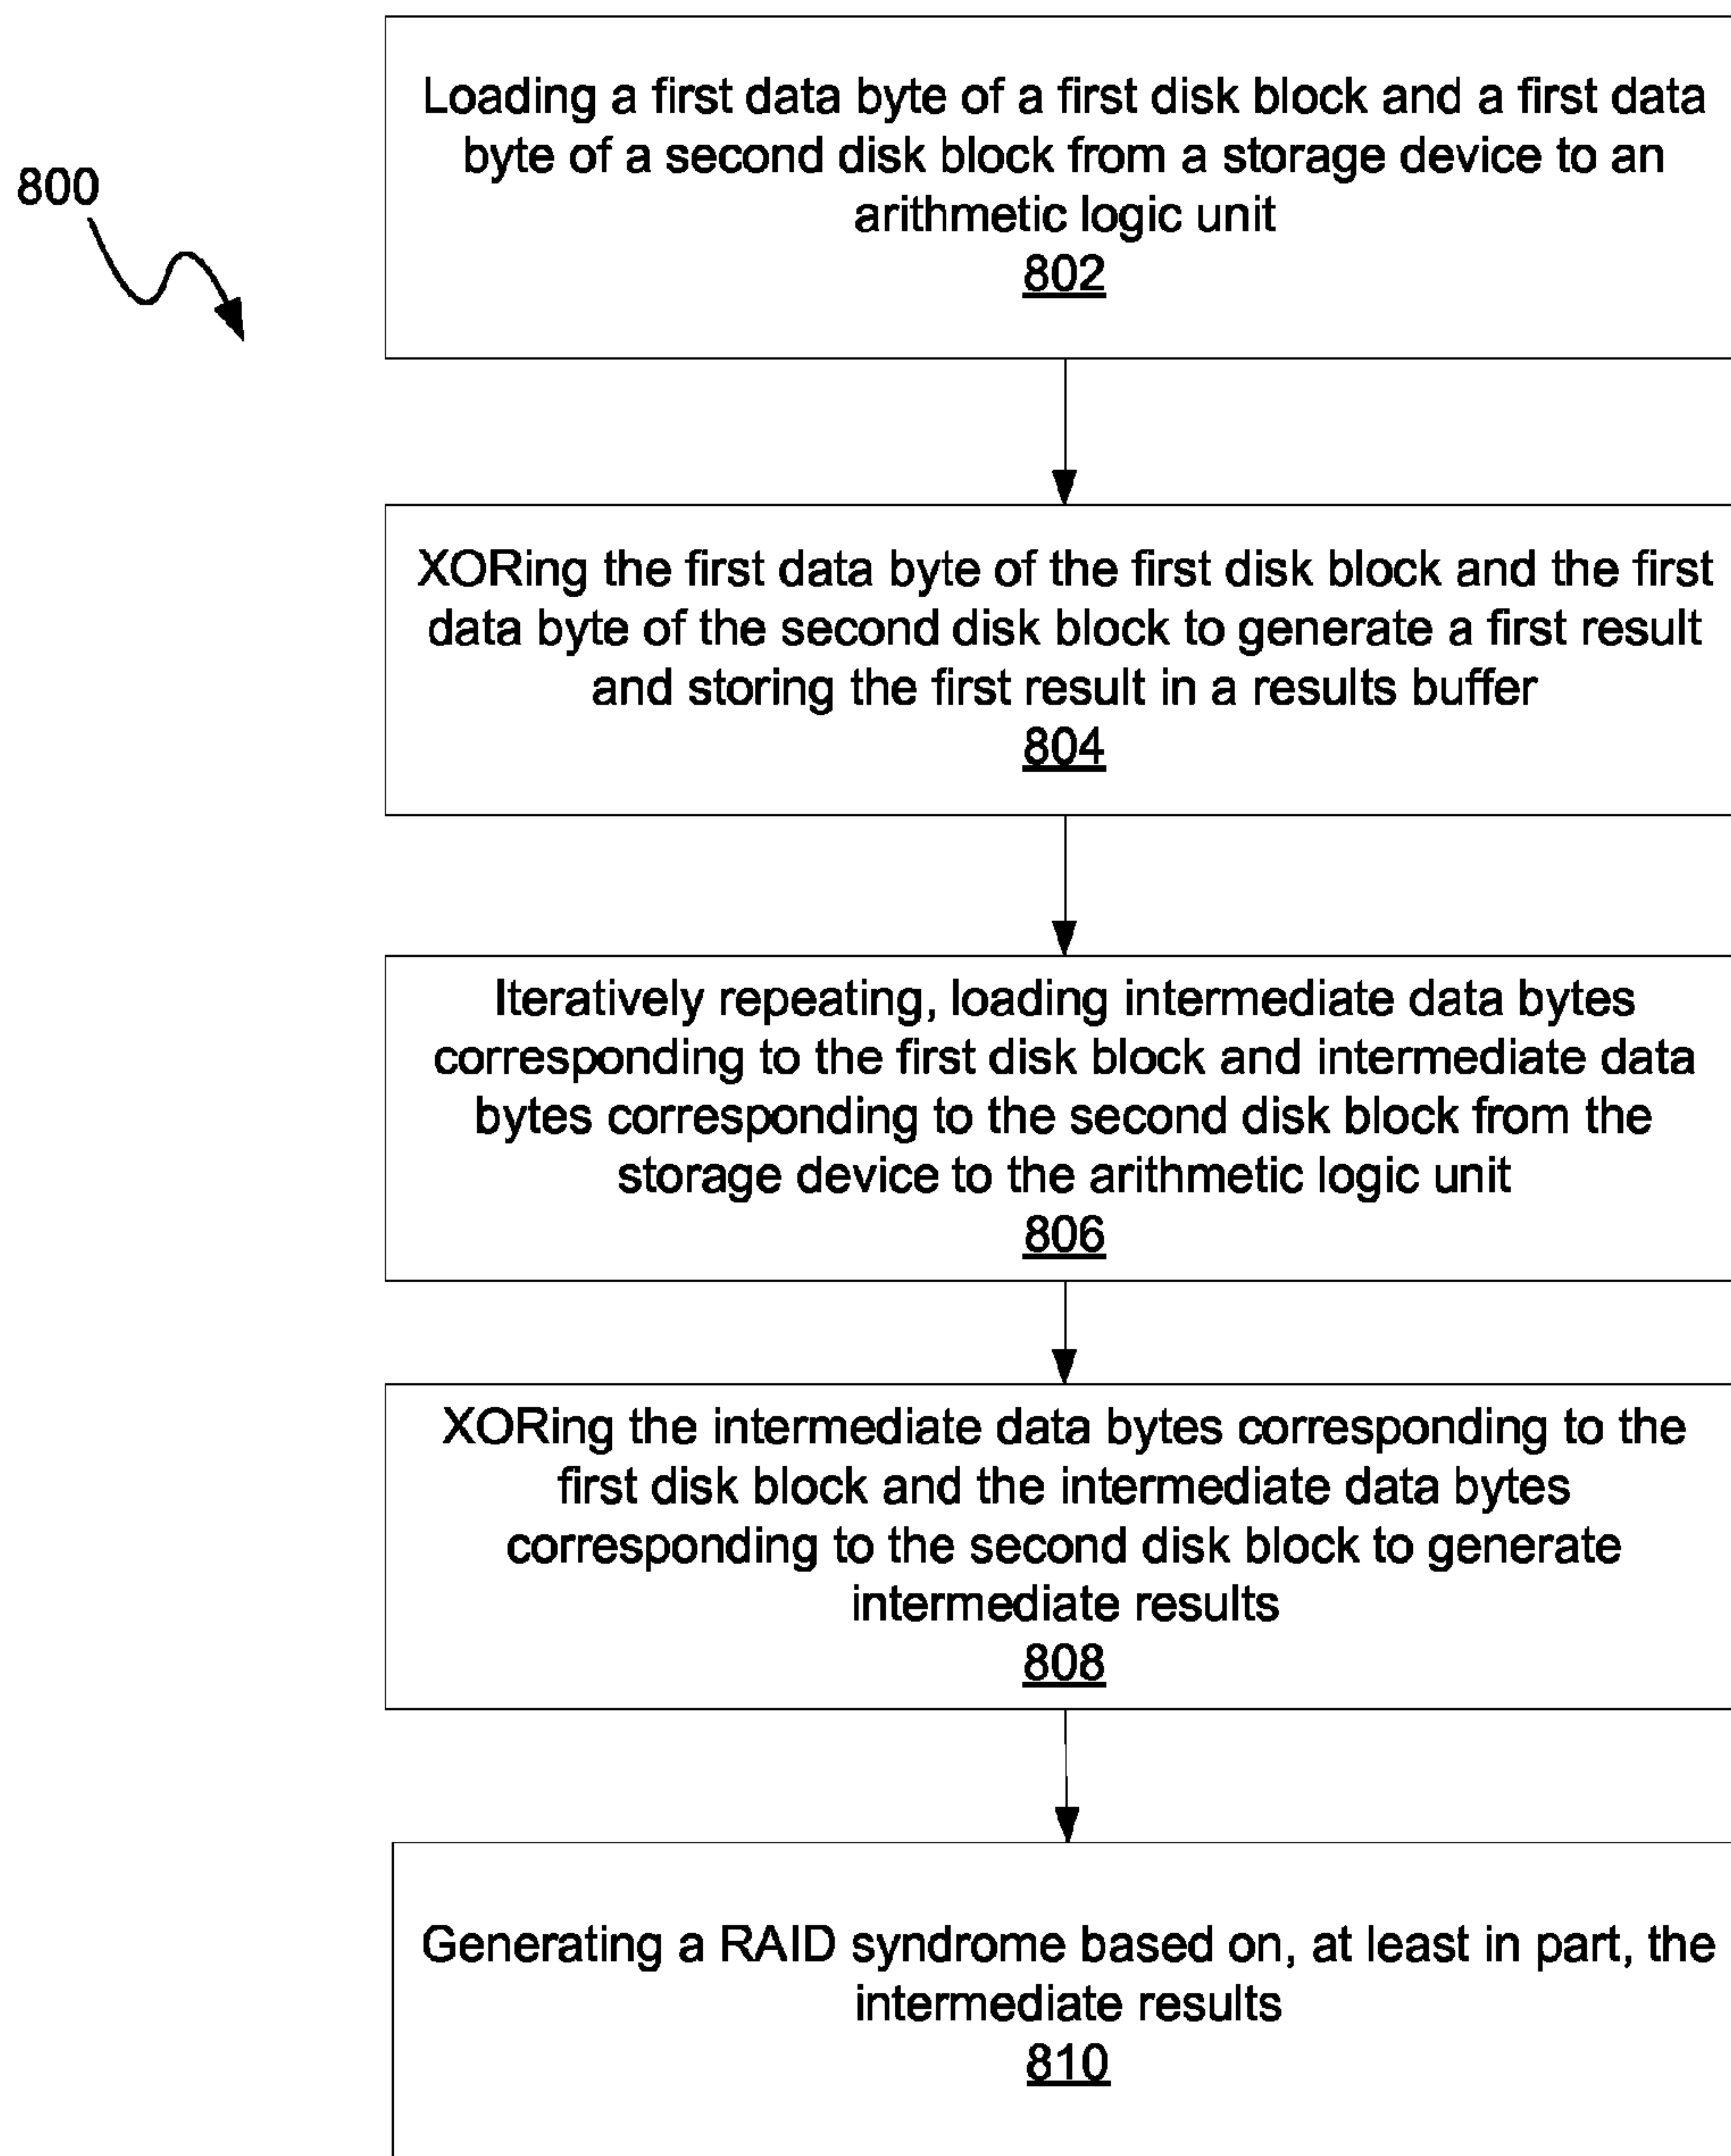 800
Loading a first data byte of a first disk block and a first data
byte of a second disk block from a storage device to an
arithmetic logic unit
802
XORing the first data byte of the first disk block and the first
data byte of the second disk block to generate a first result
and storing the first result in a results buffer
804
Iteratively repeating, loading intermediate data bytes
corresponding to the first disk block and intermediate data
bytes corresponding to the second disk block from the
storage device to the arithmetic logic unit
806
XORing the intermediate data bytes corresponding to the
first disk block and the intermediate data bytes
corresponding to the second disk block to generate
intermediate results
808
Generating a RAID syndrome based on, at least in part, the
intermediate results
810